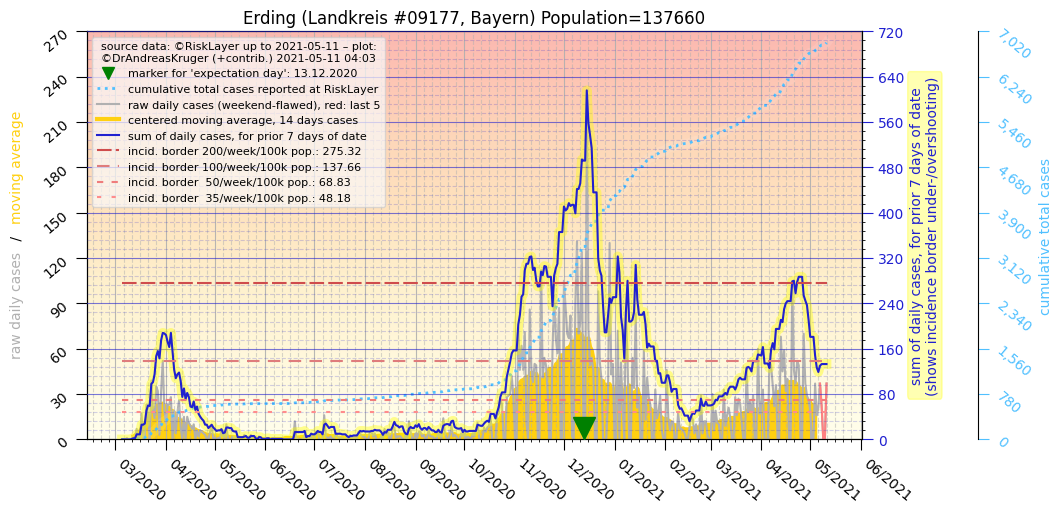 Erding (Landkreis #09177, Bayern) Population=137660
source data: ©RiskLayer up to 2021-05-11 – plot:
©DrAndreasKruger (+contrib.) 2021-05-11 04:03
marker for 'expectation day': 13.12.2020
cumulative total cases reported at RiskLayer
raw daily cases (weekend-flawed), red: last 5
centered moving average, 14 days cases
sum of daily cases, for prior 7 days of date
incid. border 200/week/100k pop.: 275.32
incid. border 100/week/100k pop.: 137.66
incid. border  50/week/100k pop.: 68.83
incid. border  35/week/100k pop.: 48.18
raw daily cases / moving average
270
240
210
180
150
120
90
60
30
0
03/2020
04/2020
05/2020
06/2020
07/2020
08/2020
09/2020
10/2020
11/2020
12/2020
01/2021
02/2021
03/2021
04/2021
05/2021
06/2021
720
640
560
480
400
320
240
160
80
0
sum of daily cases, for prior 7 days of date
(shows incidence border under-/overshooting)
7,020
6,240
5,460
4,680
3,900
3,120
2,340
1,560
780
0
cumulative total cases